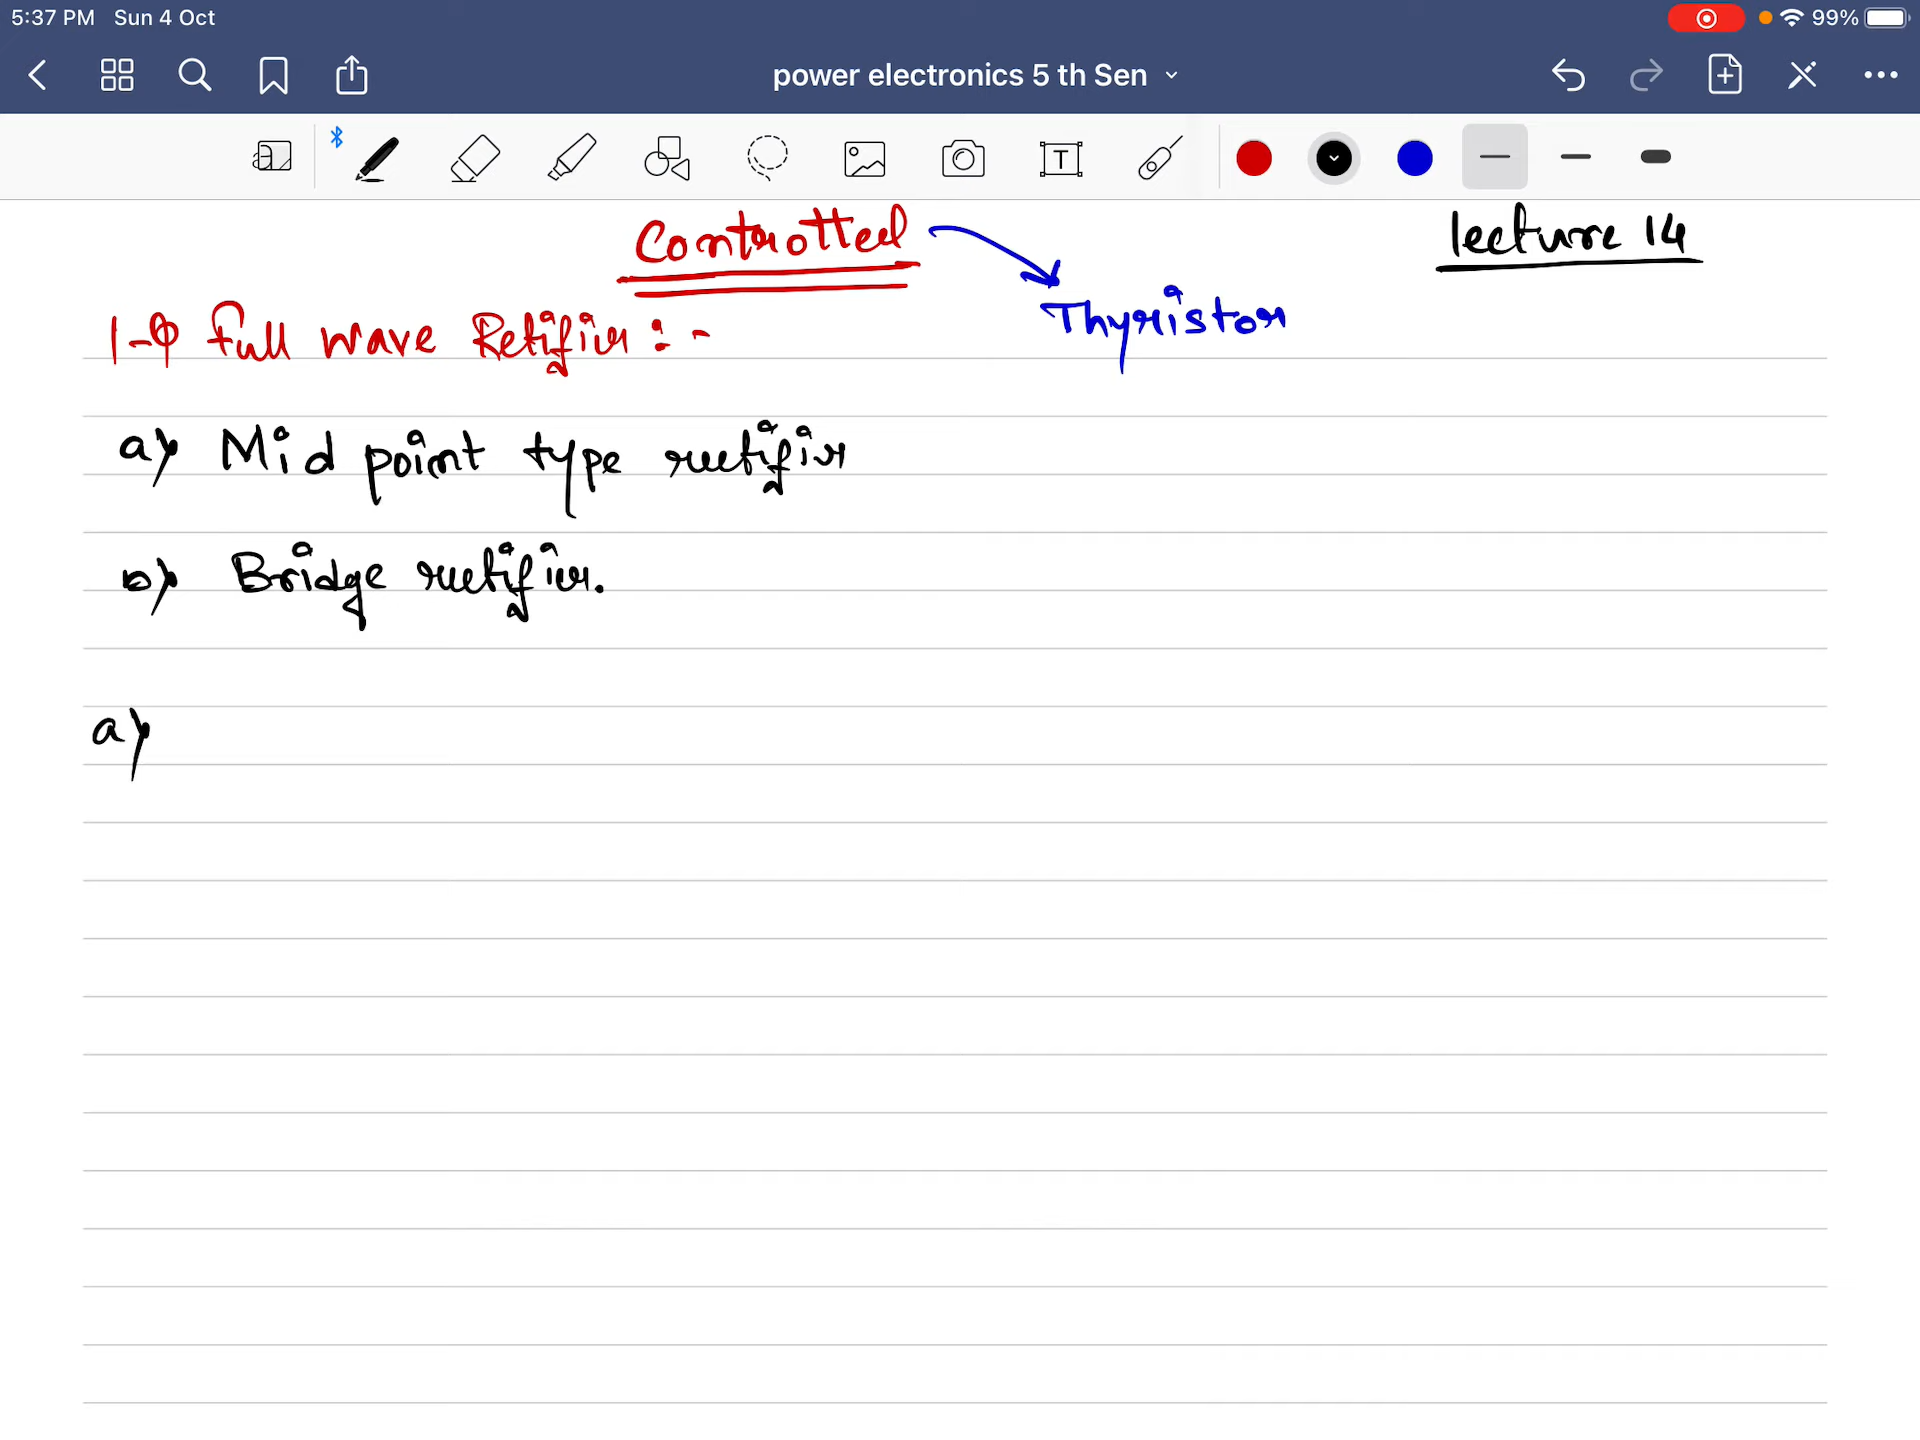 5:37 PM Sun 4 Oct 99%
power electronics 5 th Sen
T
Controlled lecture 14
Thyristor
1-φ Full wave Retifier :-
a) Mid point type rectifier
b) Bridge rectifier.
a)